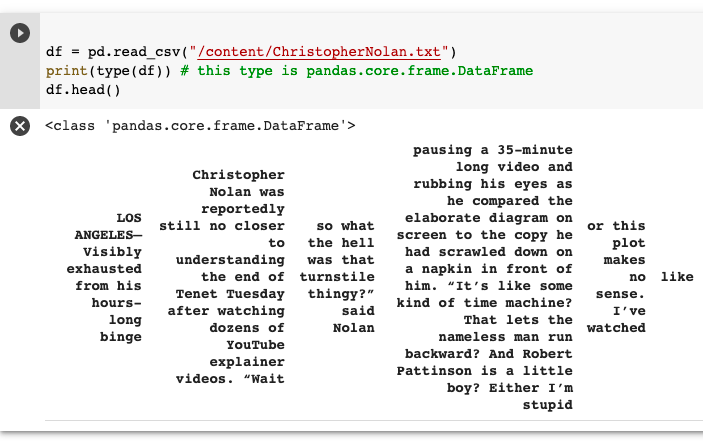 df = pd.read_csv("/content/ChristopherNolan.txt")
print(type(df)) # this type is pandas.core.frame.DataFrame
df.head()
<class 'pandas.core.frame.DataFrame'>
LOS
ANGELES—
Visibly
exhausted
from his
hours-
long
binge
Christopher
Nolan was
reportedly
still no closer
to
understanding
the end of
Tenet Tuesday
after watching
dozens of
YouTube
explainer
videos. “Wait
so what
the hell
was that
turnstile
thingy?”
said
Nolan
pausing a 35-minute
long video and
rubbing his eyes as
he compared the
elaborate diagram on
screen to the copy he
had scrawled down on
a napkin in front of
him. “It’s like some
kind of time machine?
That lets the
nameless man run
backward? And Robert
Pattinson is a little
boy? Either I’m
stupid
or this
plot
makes
no
sense.
I’ve
watched
like